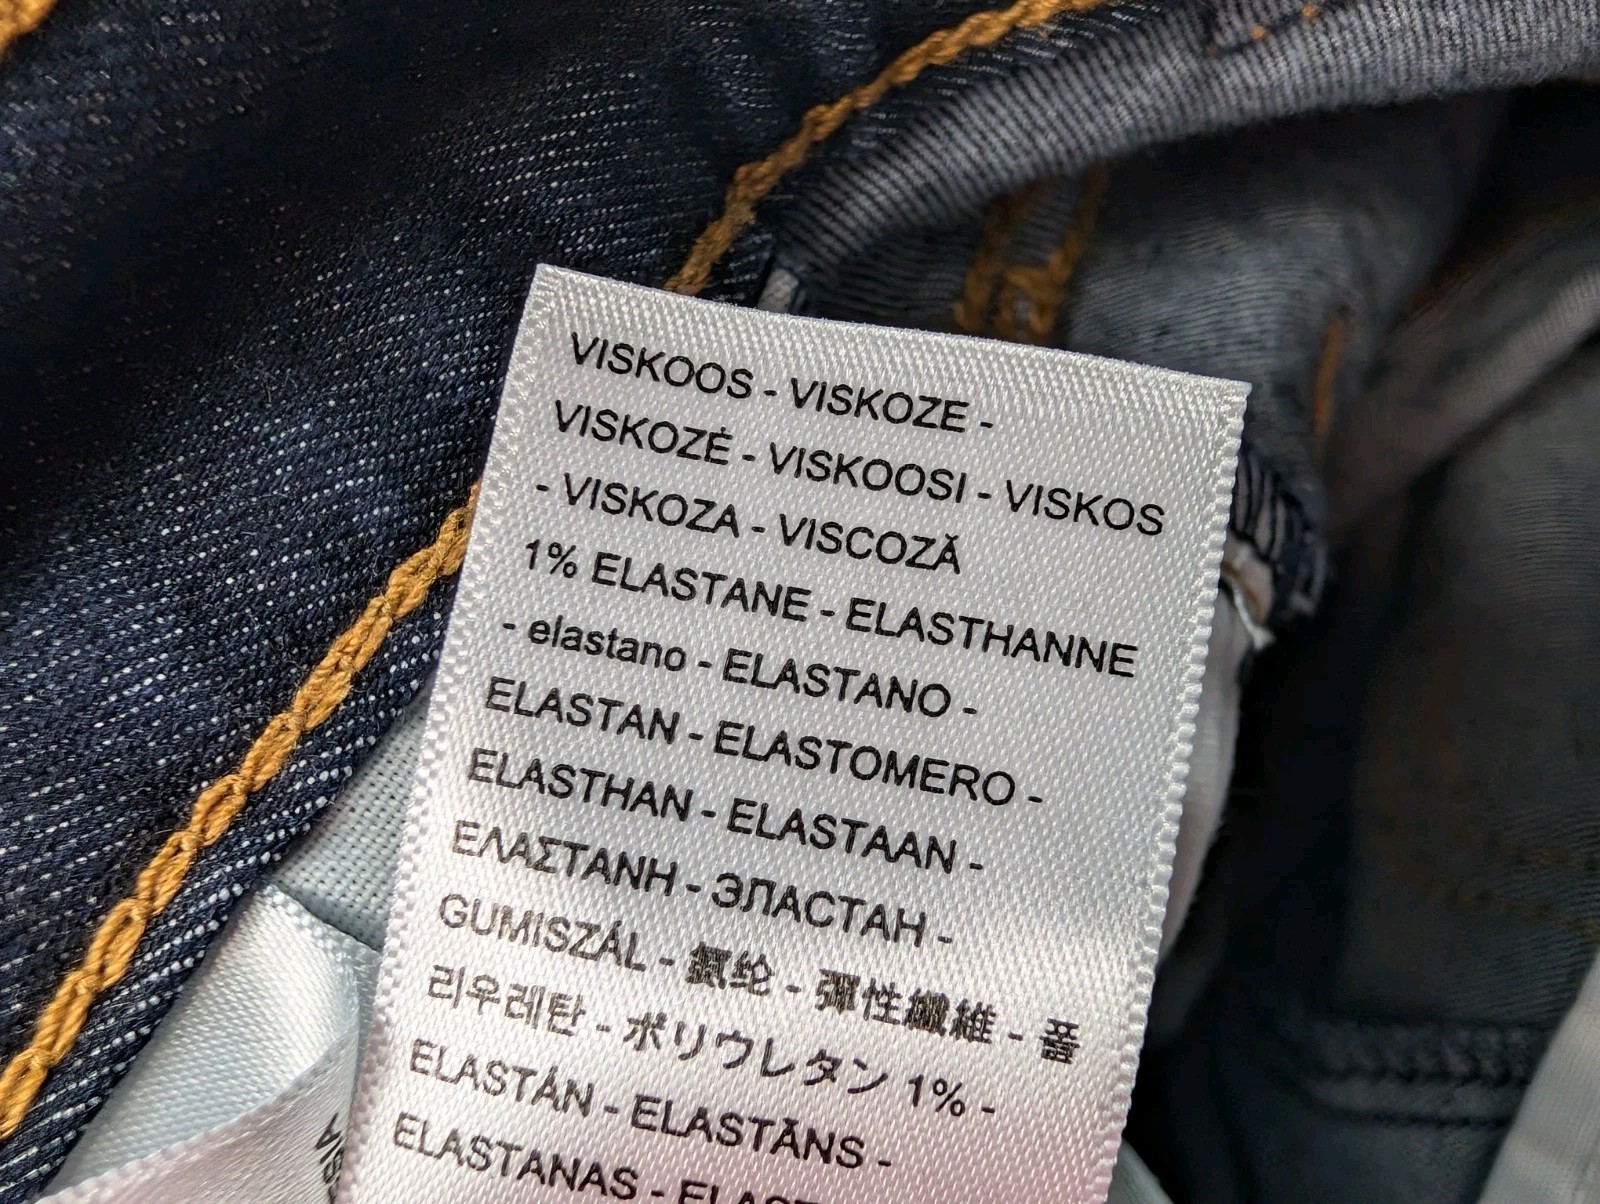 VISKOOS - VISKOZE -
VISKOZĖ - VISKOOSI - VISKOS
- VISKOZA - VISCOZĂ
1% ELASTANE - ELASTHANNE
- elastano - ELASTANO -
ELASTAN - ELASTOMERO -
ELASTHAN - ELASTAAN -
ΕΛΑΣΤΑΝΗ - ЭЛАСТАН -
GUMISZÁL - 氨纶 - 彈性纖維 - 폴
리우레탄 - ポリウレタン 1% -
ELASTÁN - ELASTĀNS -
ELASTANAS -